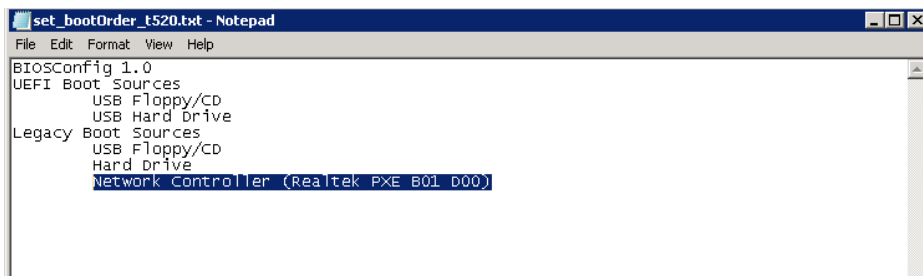 set_bootOrder_t520.txt - Notepad
File Edit Format View Help
BIOSConfig 1.0
UEFI Boot Sources
USB Floppy/CD
USB Hard Drive
Legacy Boot Sources
USB Floppy/CD
Hard Drive
Network Controller (Realtek PXE B01 D00)